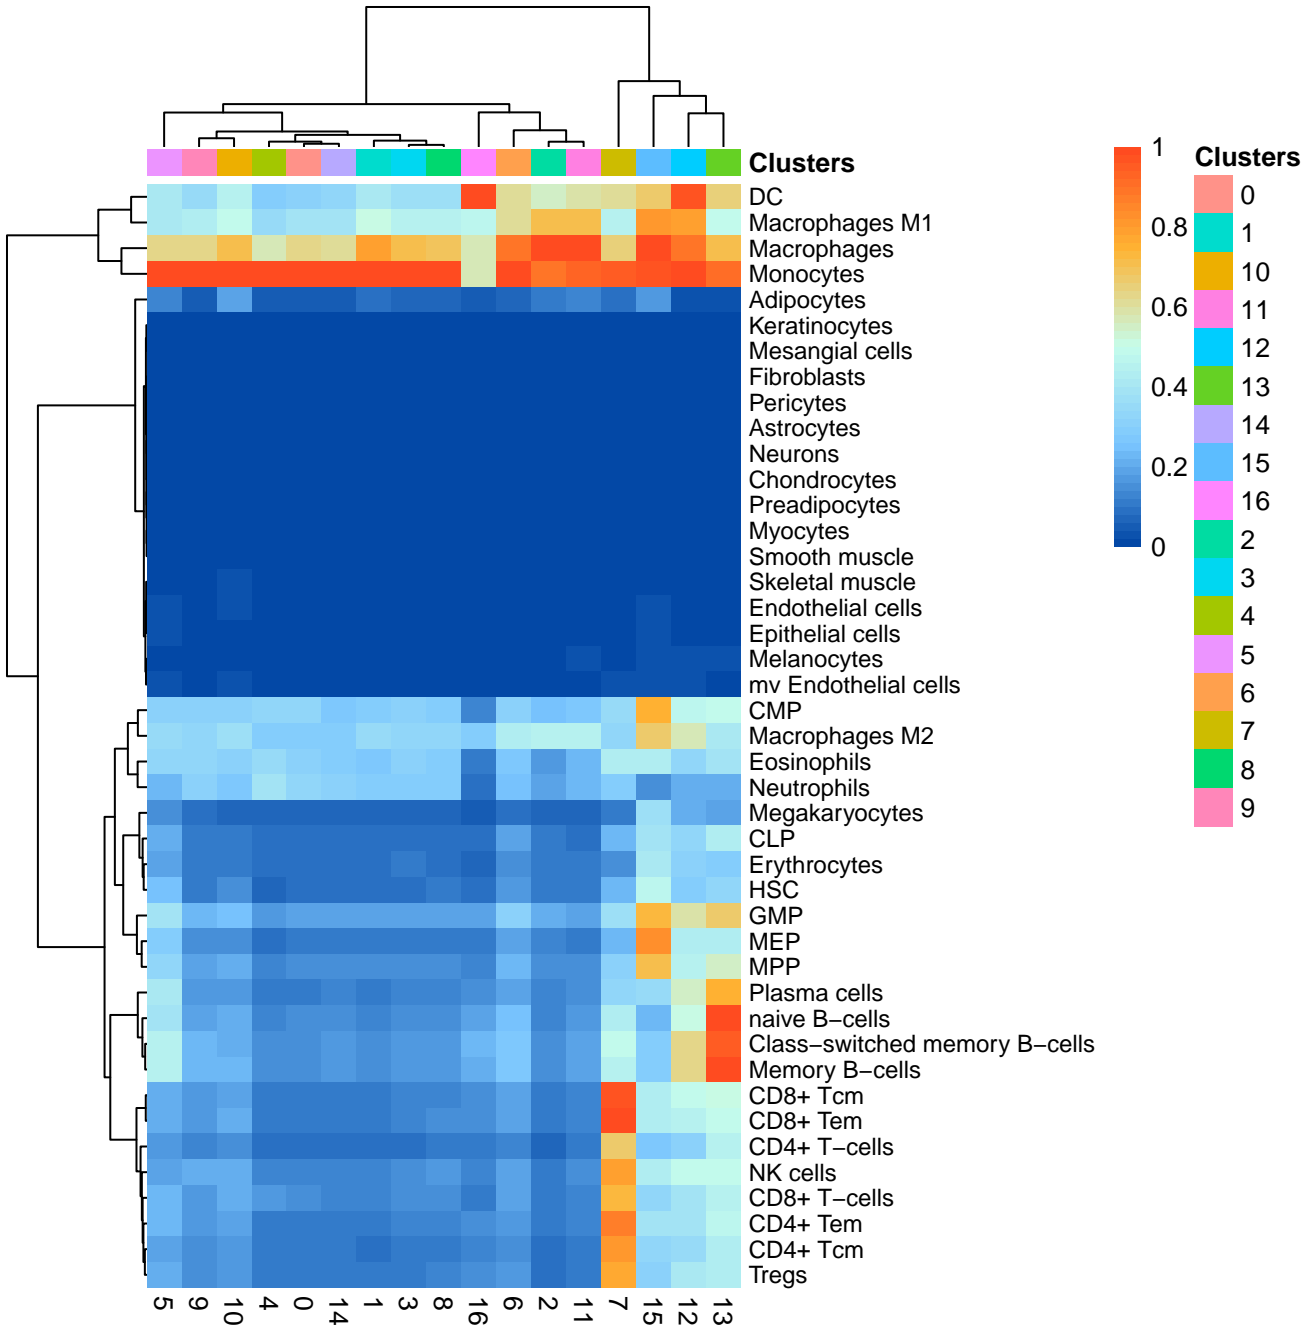 Clusters
DC
Macrophages M1
Macrophages
Monocytes
Adipocytes
Keratinocytes
Mesangial cells
Fibroblasts
Pericytes
Astrocytes
Neurons
Chondrocytes
Preadipocytes
Myocytes
Smooth muscle
Skeletal muscle
Endothelial cells
Epithelial cells
Melanocytes
mv Endothelial cells
CMP
Macrophages M2
Eosinophils
Neutrophils
Megakaryocytes
CLP
Erythrocytes
HSC
GMP
MEP
MPP
Plasma cells
naive B−cells
Class−switched memory B−cells
Memory B−cells
CD8+ Tcm
CD8+ Tem
CD4+ T−cells
NK cells
CD8+ T−cells
CD4+ Tem
CD4+ Tcm
Tregs
5 9 10 4 0 14 1 3 8 16 6 2 11 7 15 12 13
1
0.8
0.6
0.4
0.2
0
Clusters
0
1
10
11
12
13
14
15
16
2
3
4
5
6
7
8
9